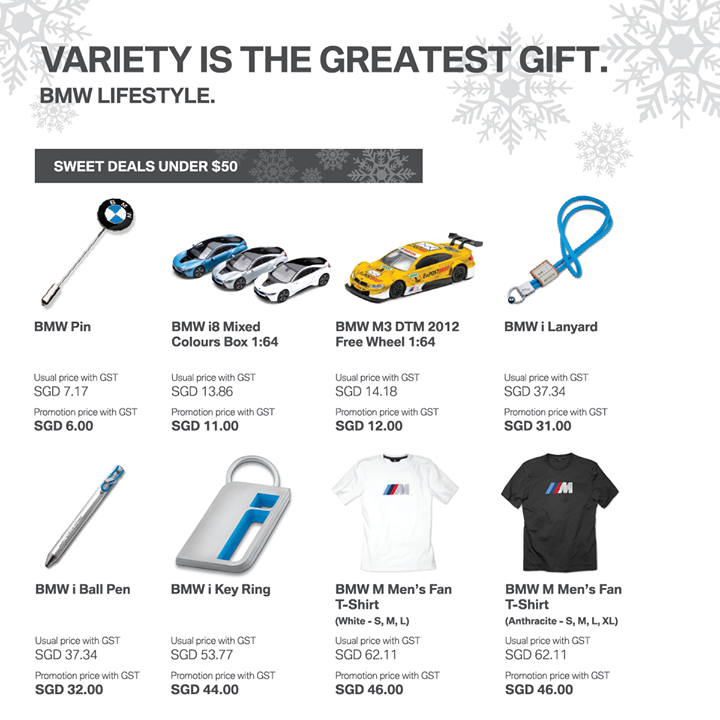 VARIETY IS THE GREATEST GIFT.
BMW LIFESTYLE.
SWEET DEALS UNDER $50
BMW Pin
Usual price with GST
SGD 7.17
Promotion price with GST
SGD 6.00
BMW i8 Mixed
Colours Box 1:64
Usual price with GST
SGD 13.86
Promotion price with GST
SGD 11.00
BMW M3 DTM 2012
Free Wheel 1:64
Usual price with GST
SGD 14.18
Promotion price with GST
SGD 12.00
BMW i Lanyard
Usual price with GST
SGD 37.34
Promotion price with GST
SGD 31.00
BMW i Ball Pen
Usual price with GST
SGD 37.34
Promotion price with GST
SGD 32.00
BMW i Key Ring
Usual price with GST
SGD 53.77
Promotion price with GST
SGD 44.00
M
BMW M Men's Fan
T-Shirt
(White - S, M, L)
Usual price with GST
SGD 62.11
Promotion price with GST
SGD 46.00
M
BMW M Men's Fan
T-Shirt
(Anthracite - S, M, L, XL)
Usual price with GST
SGD 62.11
Promotion price with GST
SGD 46.00